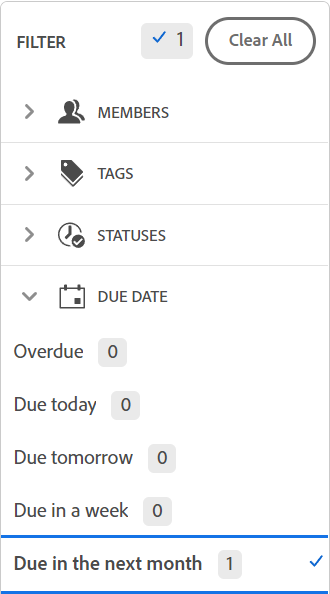 FILTER 1 Clear All
MEMBERS
TAGS
STATUSES
DUE DATE
Overdue 0
Due today 0
Due tomorrow 0
Due in a week 0
Due in the next month 1